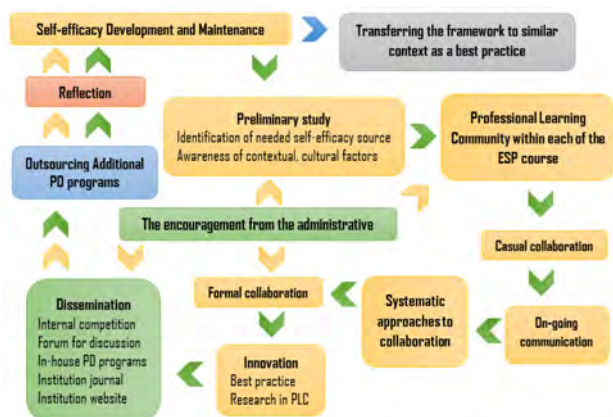 Self-efficacy Development and Maintenance
Transferring the framework to similar
context as a best practice
Reflection
Preliminary study
Identification of needed self-efficacy source
Awareness of contextual, cultural factors
Professional Learning
Community within each of the
ESP course
Outsourcing Additional
PD programs
The encouragement from the administrative
Casual collaboration
Dissemination
Internal competition
Forum for discussion
In-house PD programs
Institution journal
Institution website
Formal collaboration
Systematic
approaches to
collaboration
On-going
communication
Innovation
Best practice
Research in PLC